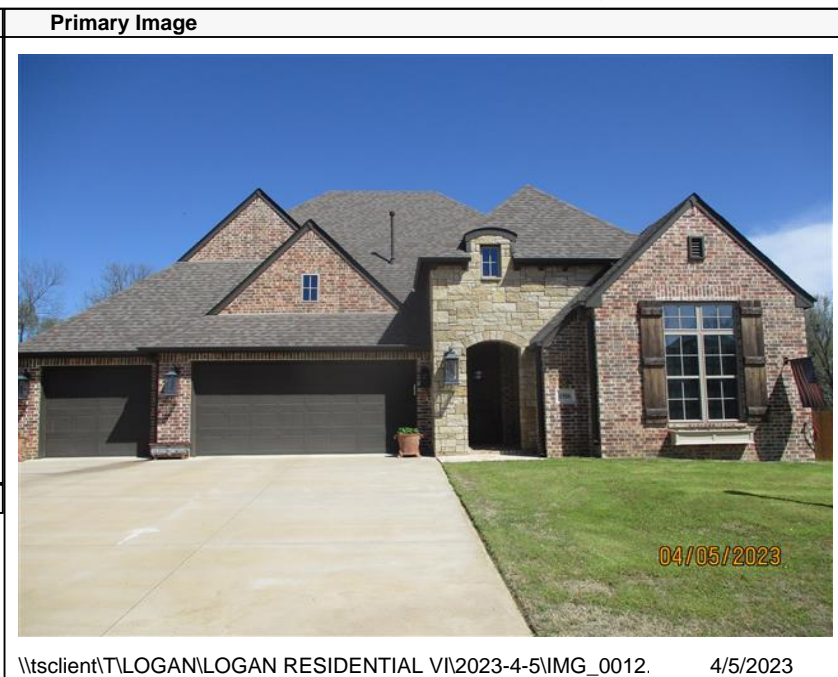 Primary Image
04/05/2023
\\tsclient\T\LOGAN\LOGAN RESIDENTIAL VI\2023-4-5\IMG_0012. 4/5/2023